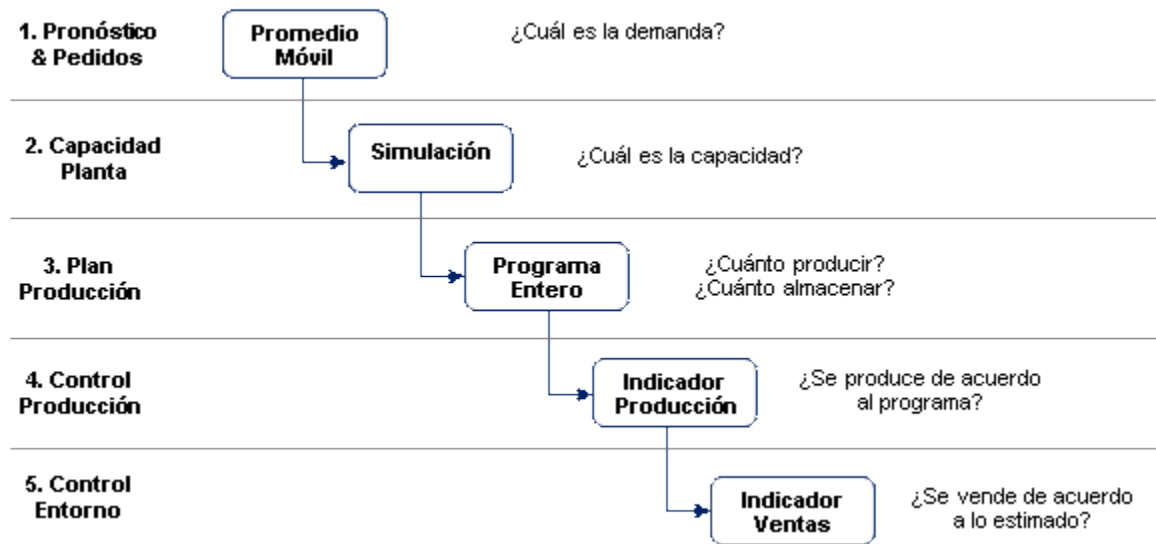 1. Pronóstico
& Pedidos
Promedio
Móvil
¿Cuál es la demanda?
2. Capacidad
Planta
Simulación
¿Cuál es la capacidad?
3. Plan
Producción
Programa
Entero
¿Cuánto producir?
¿Cuánto almacenar?
4. Control
Producción
Indicador
Producción
¿Se produce de acuerdo
al programa?
5. Control
Entorno
Indicador
Ventas
¿Se vende de acuerdo
a lo estimado?